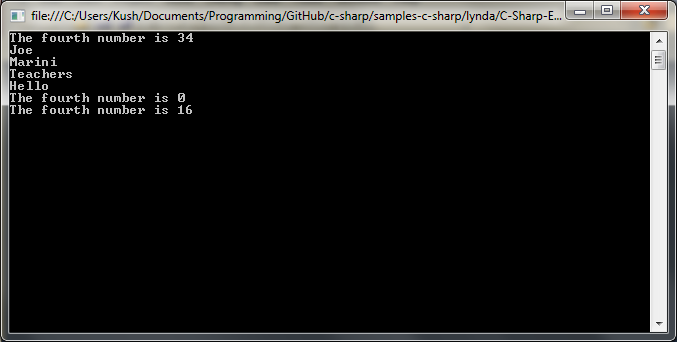 file:///C:/Users/Kush/Documents/Programming/GitHub/c-sharp/samples-c-sharp/lynda/C-Sharp-E...
The fourth number is 34
Joe
Marini
Teachers
Hello
The fourth number is 0
The fourth number is 16